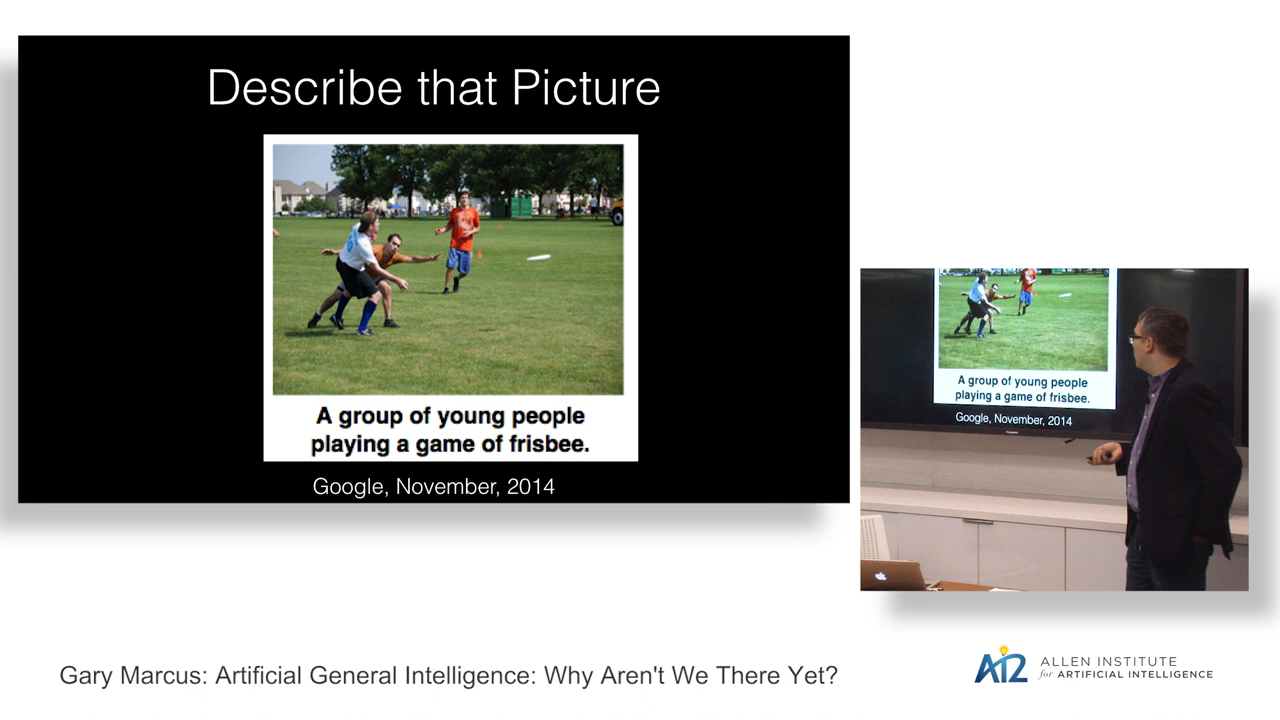 Describe that Picture
A group of young people
playing a game of frisbee.
Google, November, 2014
A group of young people
playing a game of frisbee.
Google, November, 2014
Gary Marcus: Artificial General Intelligence: Why Aren't We There Yet?
AI2
ALLEN INSTITUTE
for ARTIFICIAL INTELLIGENCE